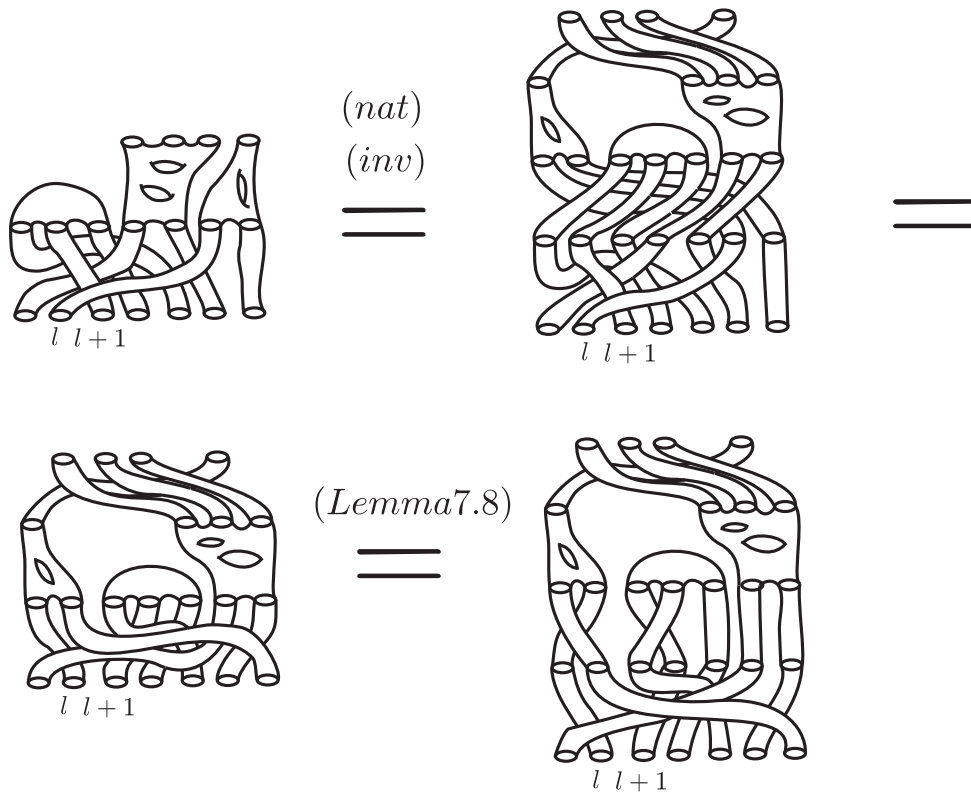 (nat)
(inv)
l l + 1
l l + 1
(Lemma7.8)
l l + 1
l l + 1